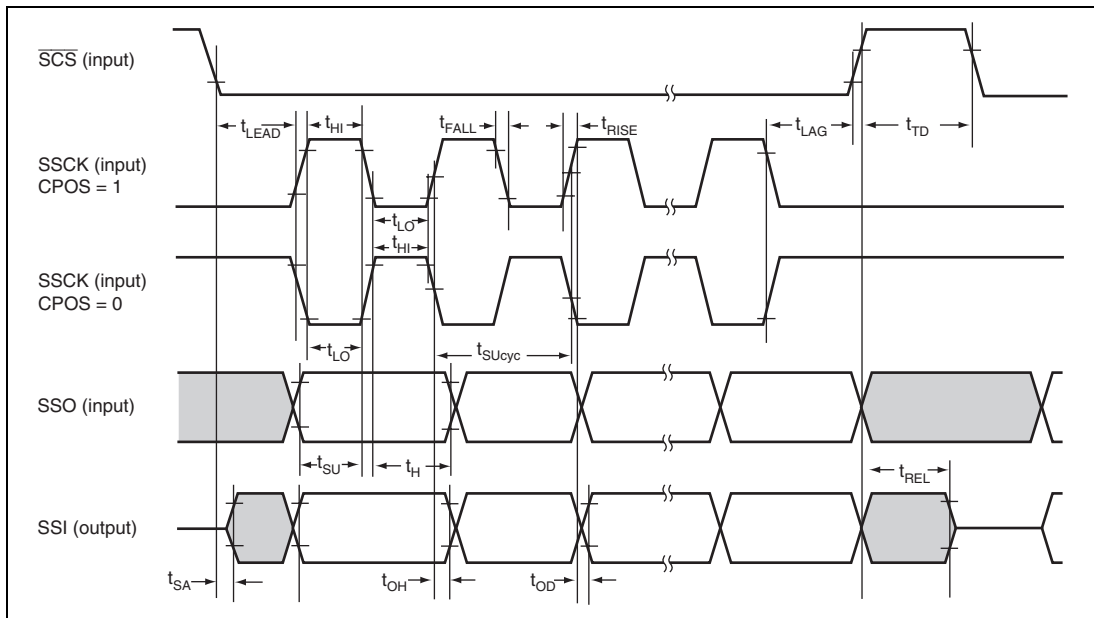 SCS (input)
tLEAD
tHI
tFALL
tRISE
tLAG
tTD
SSCK (input)
CPOS = 1
tLO
tHI
SSCK (input)
CPOS = 0
tLO
tSUcyc
SSO (input)
tSU
tH
tREL
SSI (output)
tSA
tOH
tOD